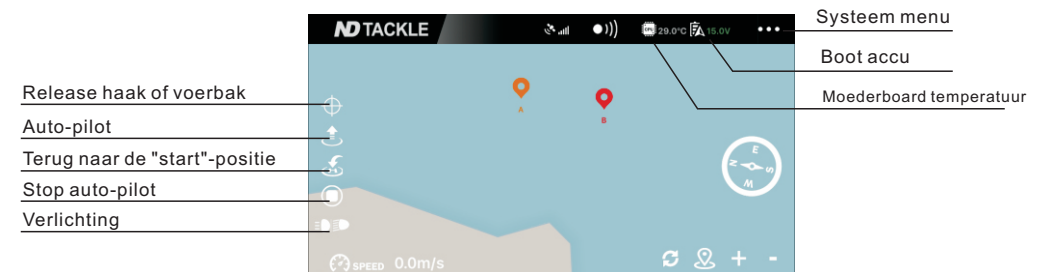 Systeem menu
ND TACKLE
CPU 29.0°C 15.0V
Boot accu
Moederboard temperatuur
Release haak of voerbak
Auto-pilot
Terug naar de "start"-positie
Stop auto-pilot
Verlichting
A
B
E
N
S
W
SPEED 0.0m/s
+ -